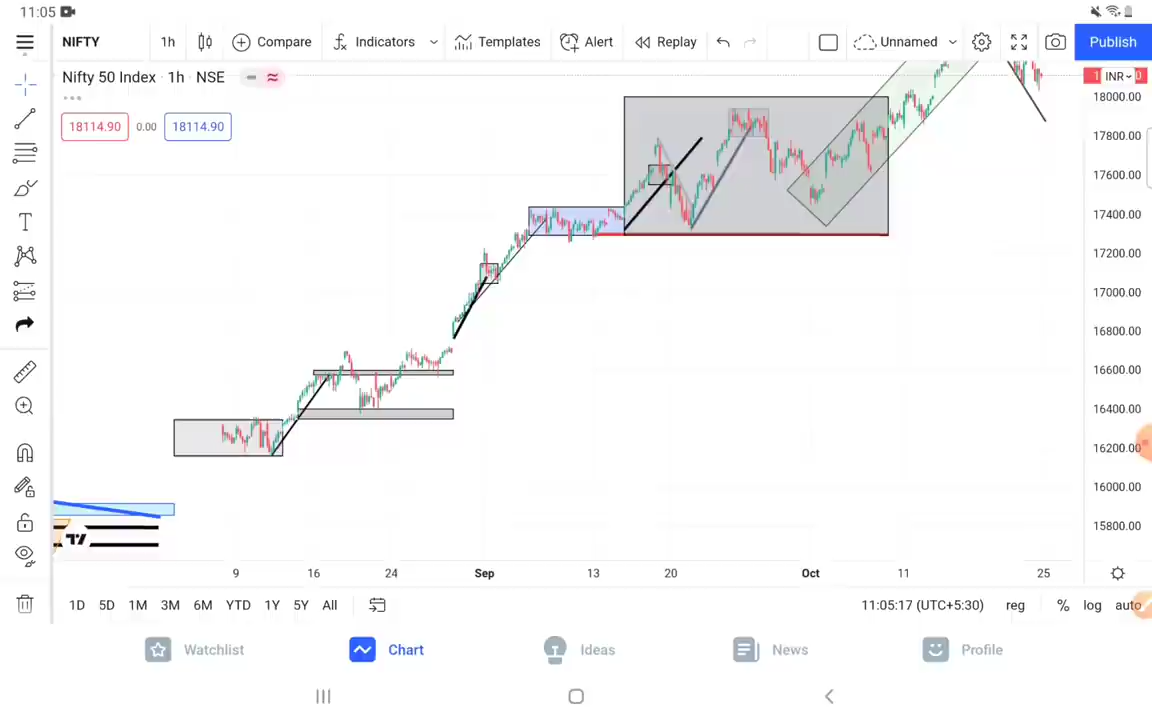 11:05
NIFTY 1h Compare Indicators Templates Alert Replay Unnamed Publish
Nifty 50 Index · 1h · NSE
INR
18114.90 0.00 18114.90
18000.00
17800.00
17600.00
17400.00
17200.00
17000.00
16800.00
16600.00
16400.00
16200.00
16000.00
15800.00
9 16 24 Sep 13 20 Oct 11 25
1D 5D 1M 3M 6M YTD 1Y 5Y All 11:05:17 (UTC+5:30) reg % log auto
Watchlist Chart Ideas News Profile